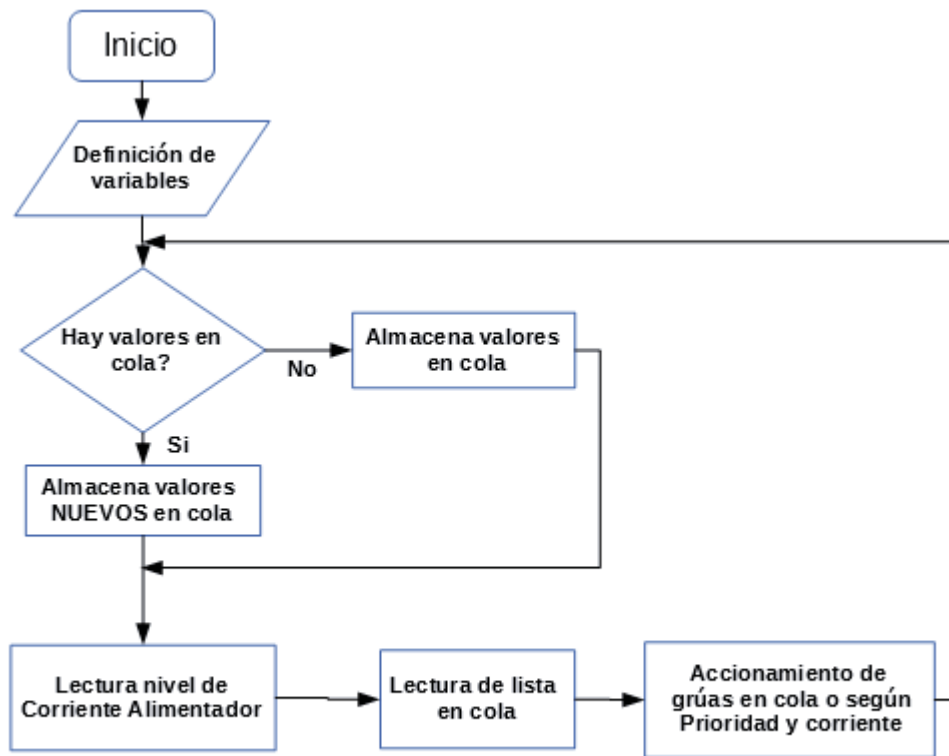 Inicio
Definición de
variables
Hay valores en
cola?
No
Almacena valores
en cola
Si
Almacena valores
NUEVOS en cola
Lectura nivel de
Corriente Alimentador
Lectura de lista
en cola
Accionamiento de
grúas en cola o según
Prioridad y corriente